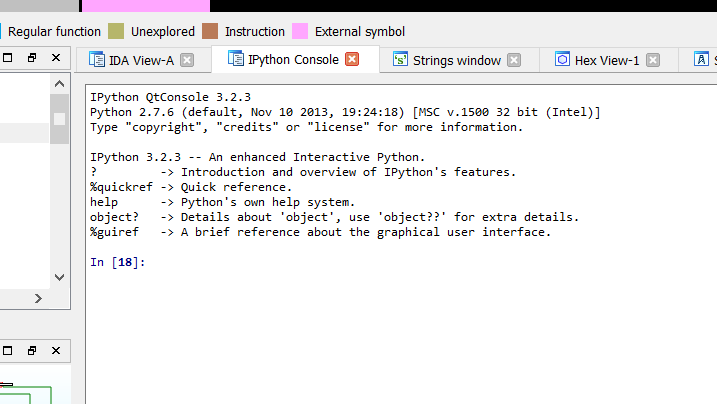 Regular function Unexplored Instruction External symbol
IDA View-A IPython Console Strings window Hex View-1
IPython QtConsole 3.2.3
Python 2.7.6 (default, Nov 10 2013, 19:24:18) [MSC v.1500 32 bit (Intel)]
Type "copyright", "credits" or "license" for more information.
IPython 3.2.3 -- An enhanced Interactive Python.
? -> Introduction and overview of IPython's features.
%quickref -> Quick reference.
help -> Python's own help system.
object? -> Details about 'object', use 'object??' for extra details.
%guiref -> A brief reference about the graphical user interface.
In [18]: